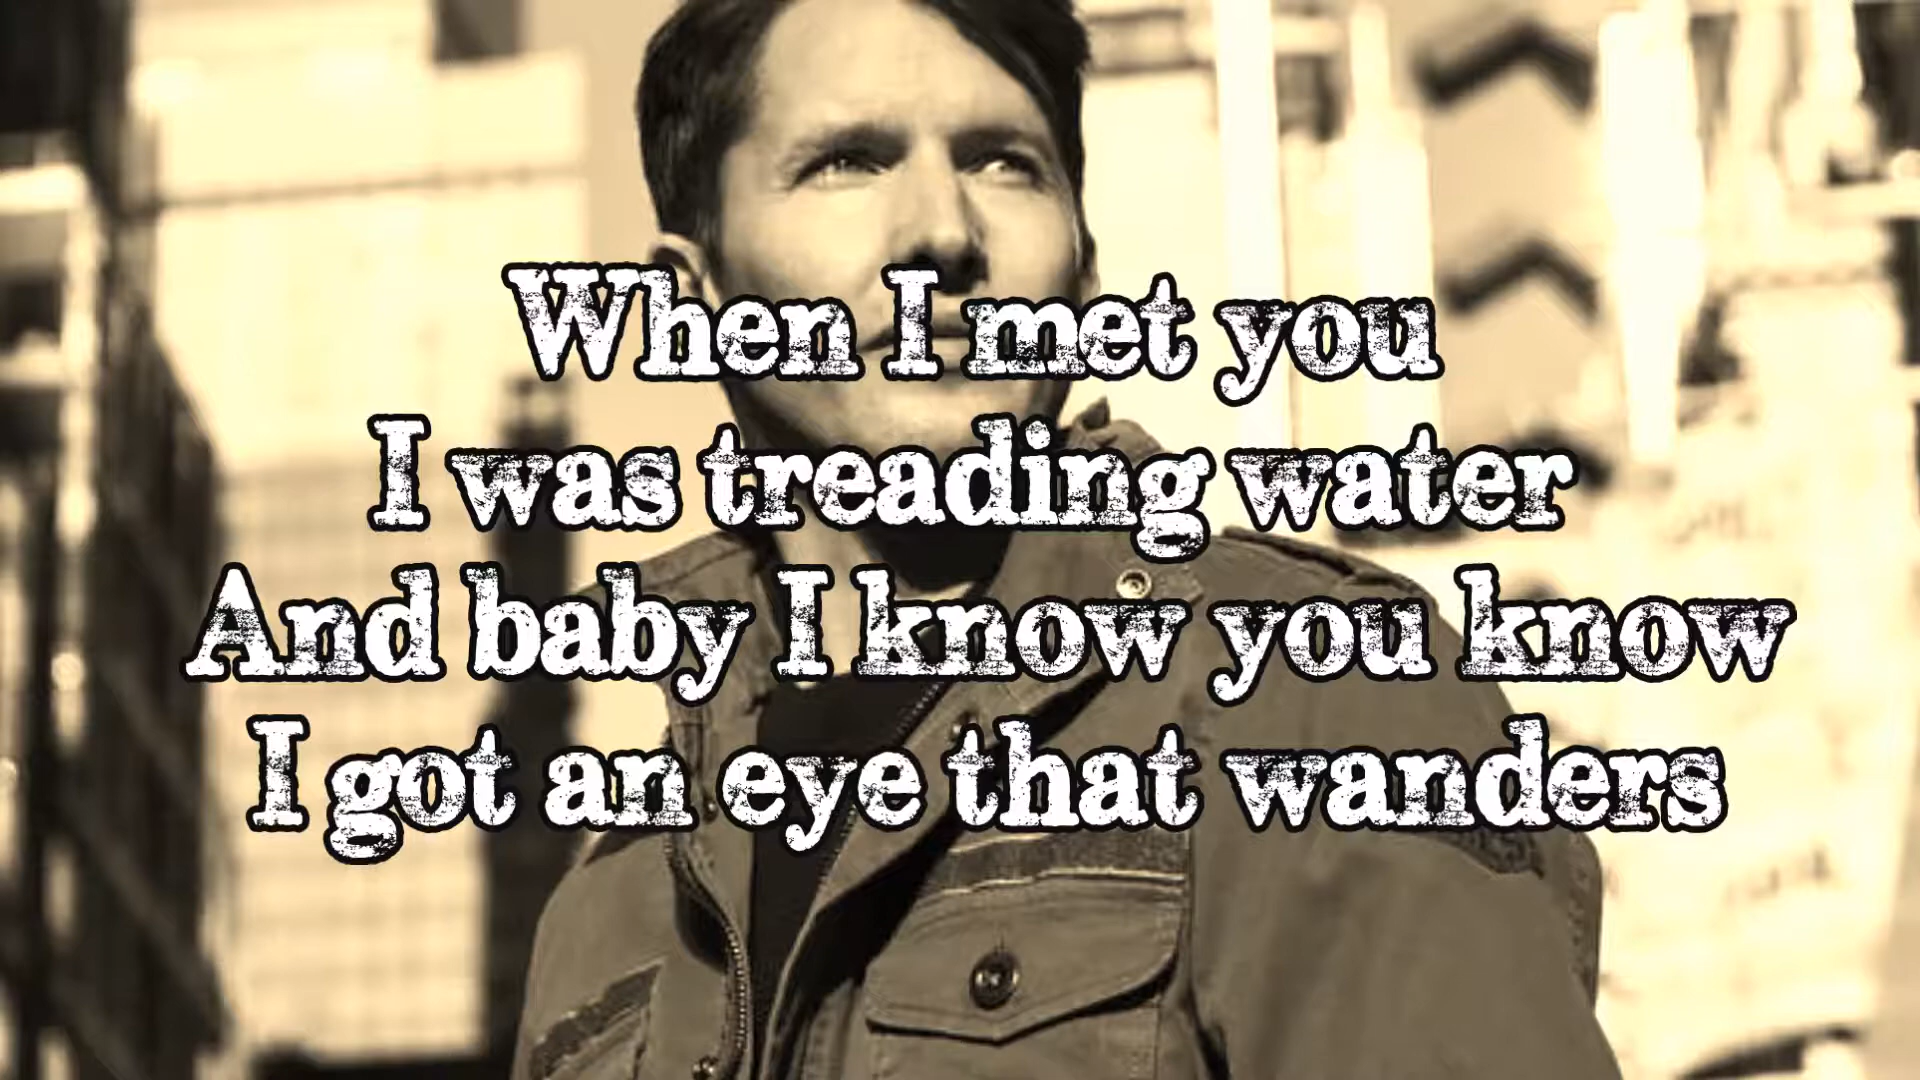 When I met you
I was treading water
And baby I know you know
I got an eye that wanders